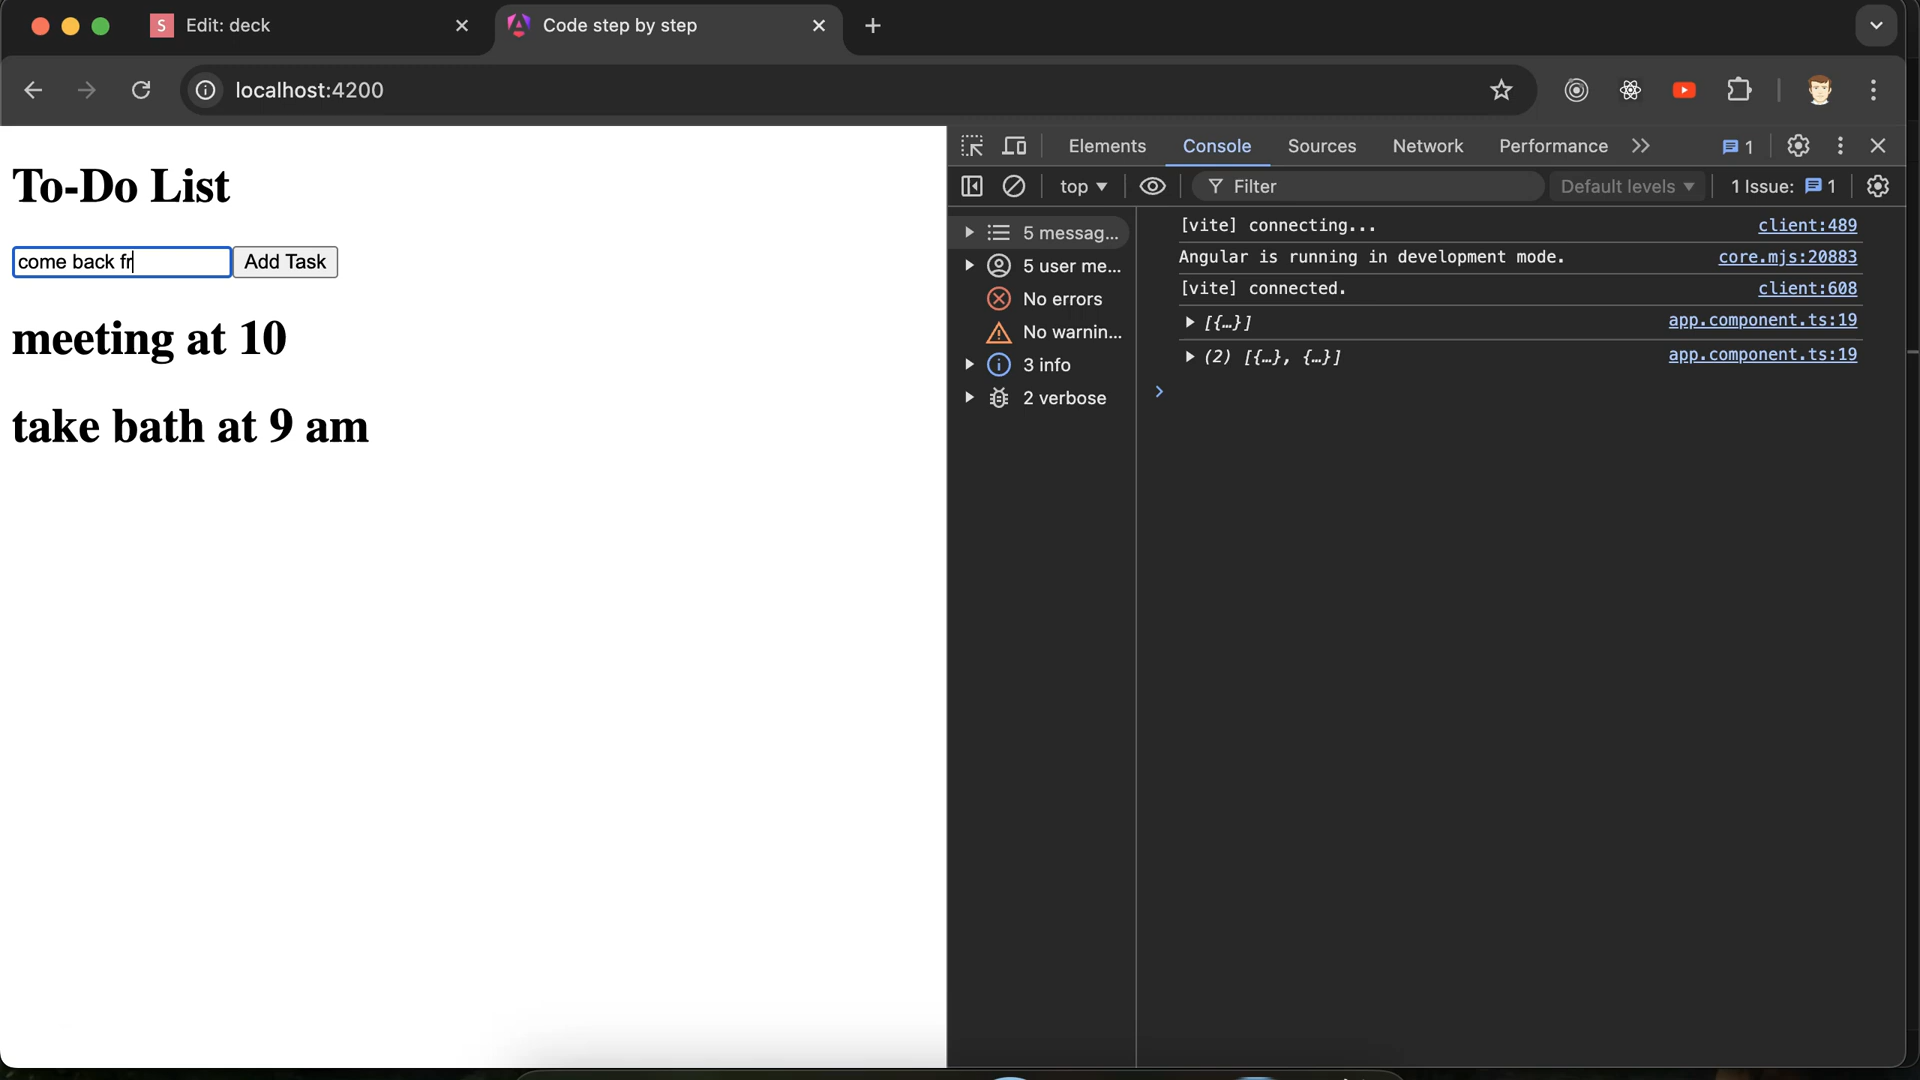 S Edit: deck
Code step by step
localhost:4200
Elements Console Sources Network Performance 1
top Filter Default levels 1 Issue: 1
To-Do List
come back fr Add Task
meeting at 10
take bath at 9 am
5 messag...
5 user me...
No errors
No warnin...
3 info
2 verbose
[vite] connecting... client:489
Angular is running in development mode. core.mjs:20883
[vite] connected. client:608
[{…}] app.component.ts:19
(2) [{…}, {…}] app.component.ts:19